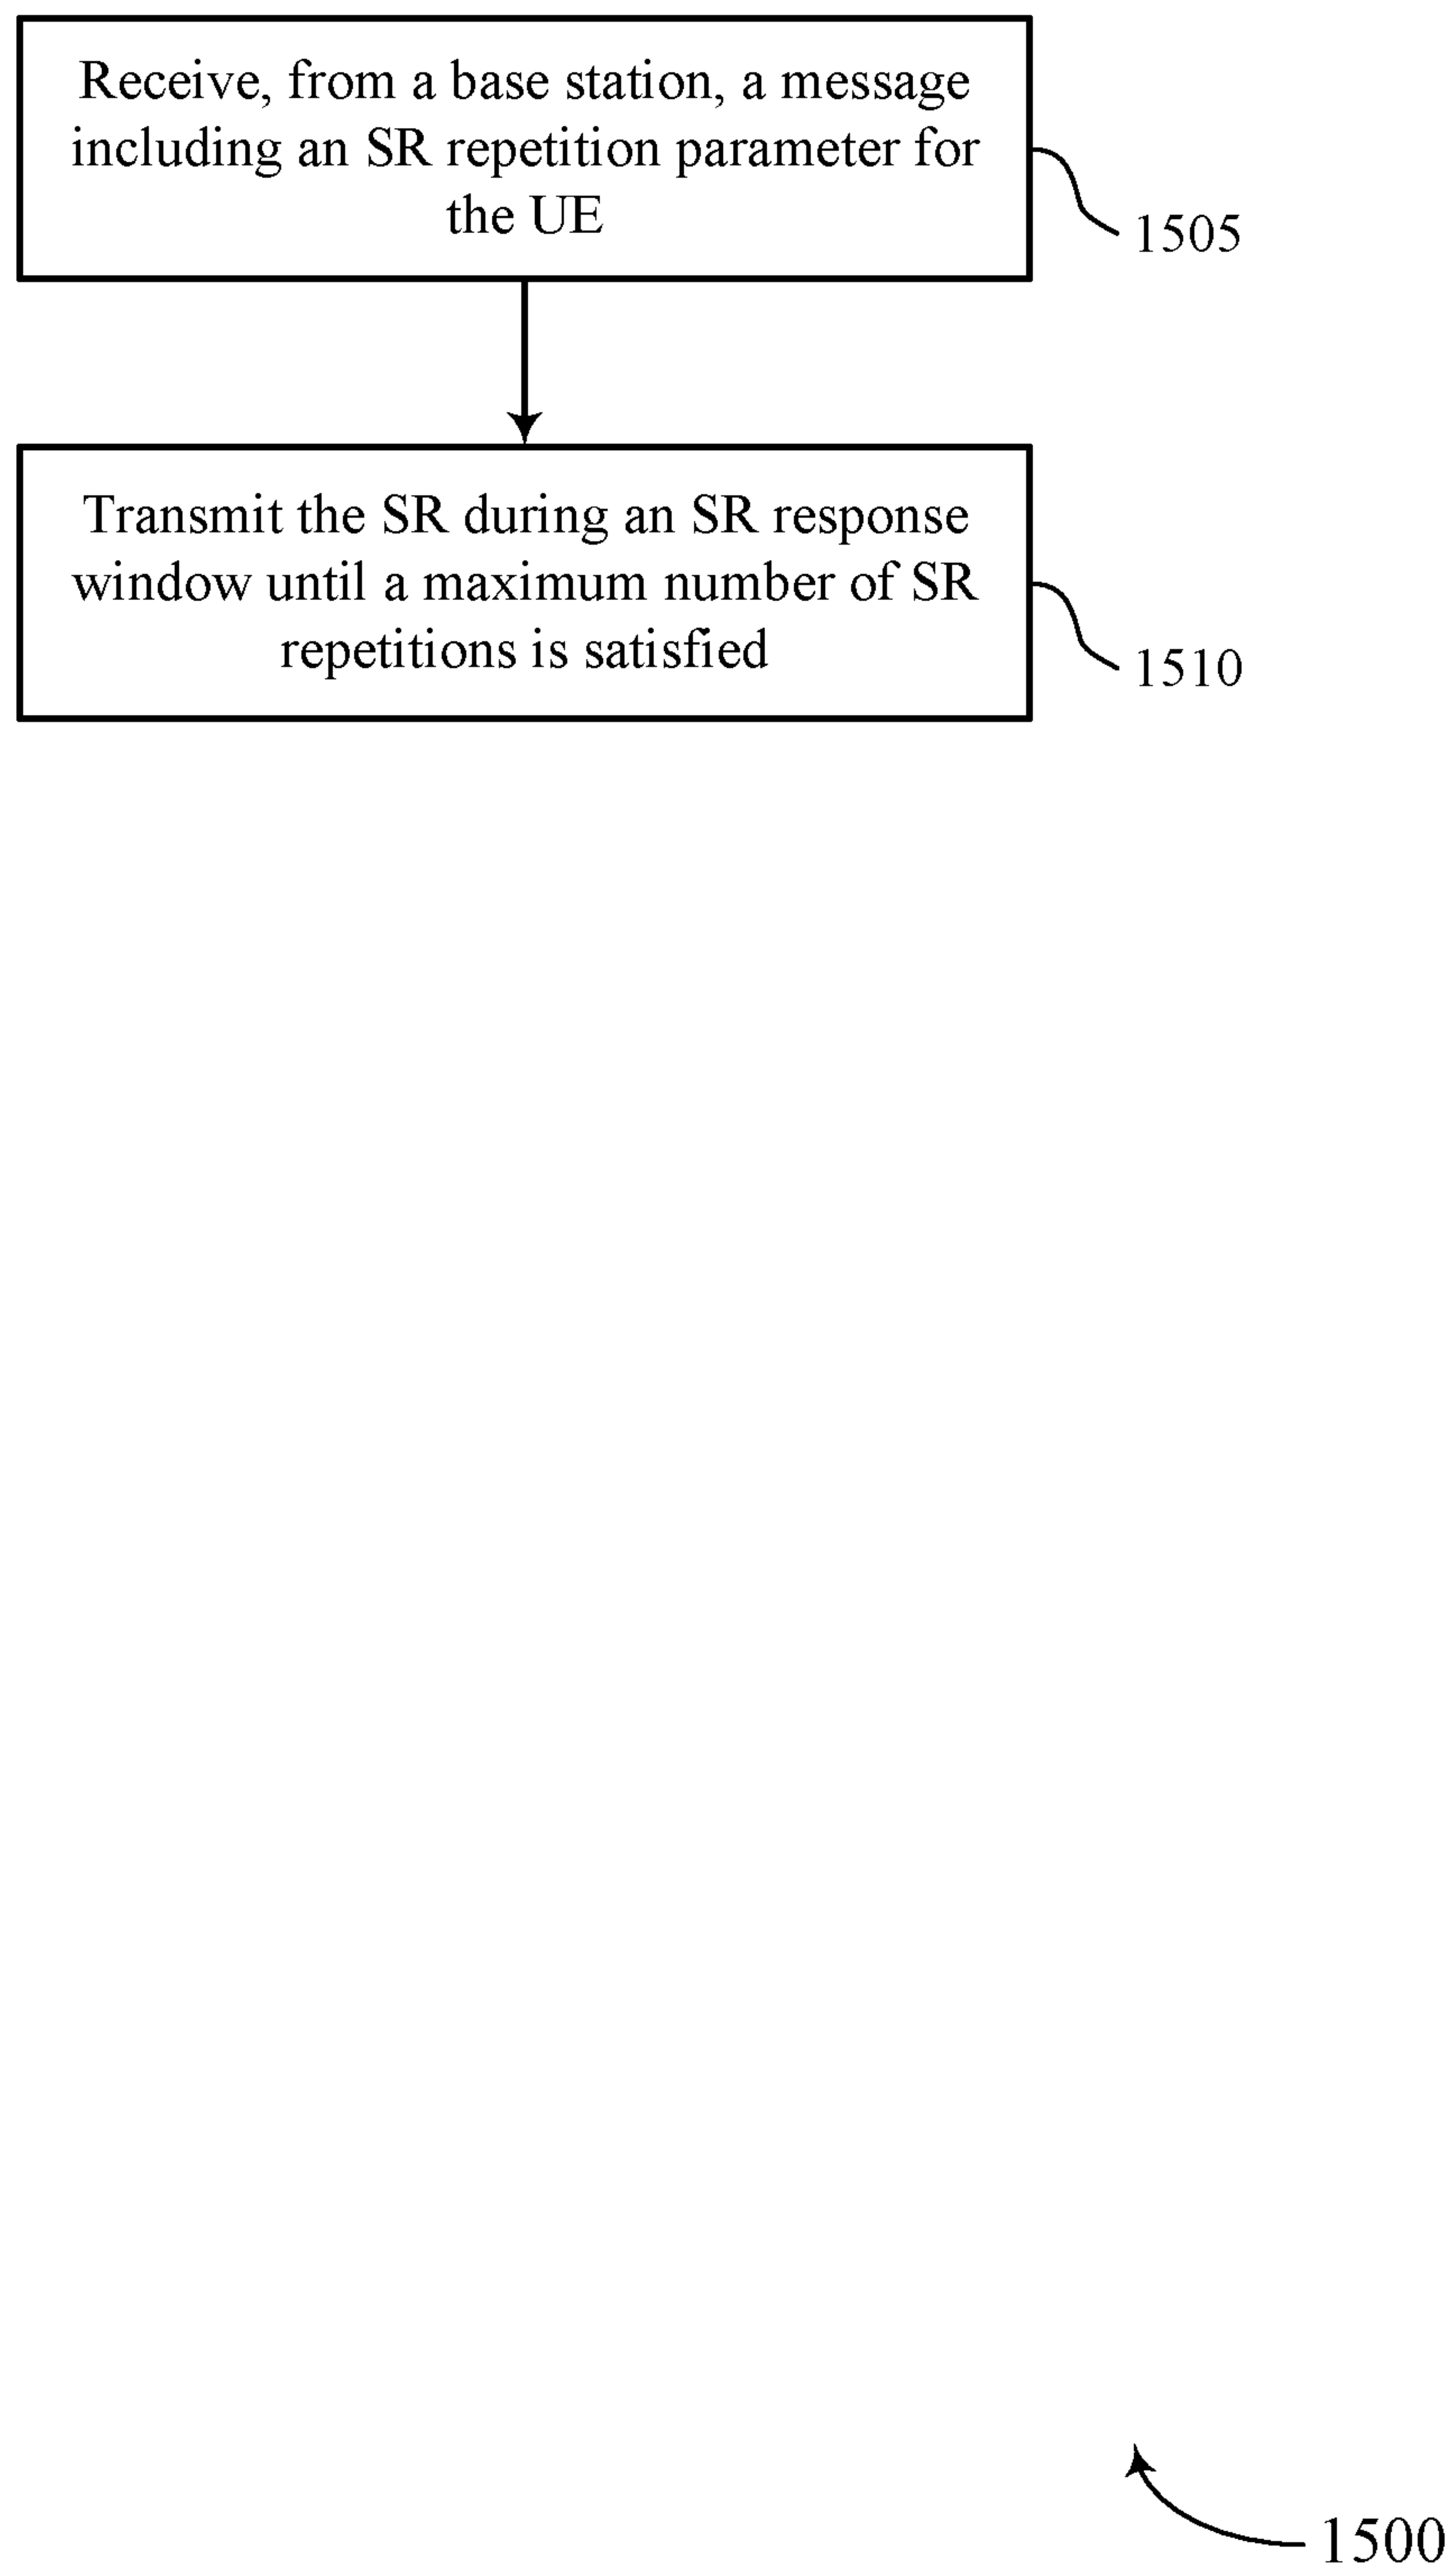 Receive, from a base station, a message
including an SR repetition parameter for
the UE
1505
Transmit the SR during an SR response
window until a maximum number of SR
repetitions is satisfied
1510
1500